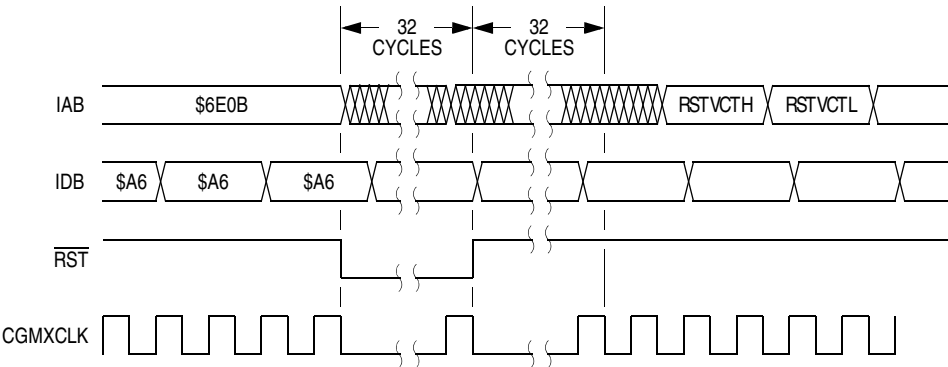 32 CYCLES
32 CYCLES
IAB $6E0B RSTVCTH RSTVCTL
IDB $A6 $A6 $A6
RST
CGMXCLK